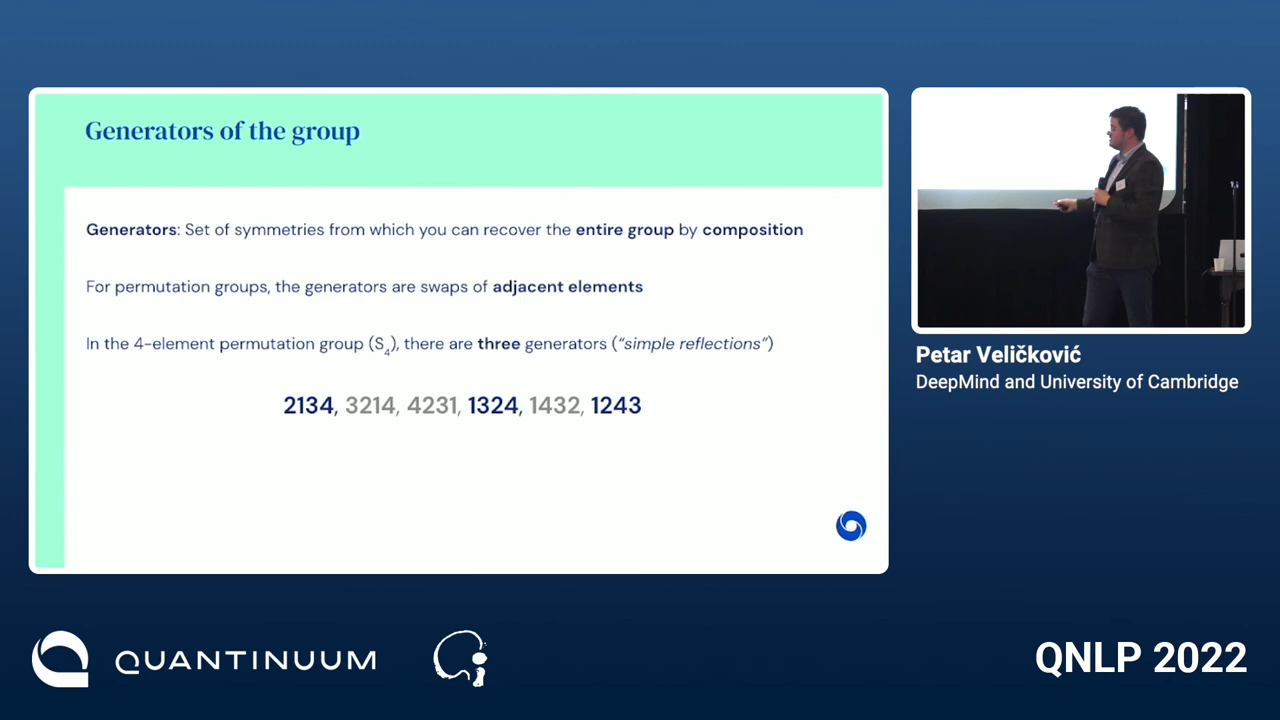 Generators of the group
Generators: Set of symmetries from which you can recover the entire group by composition
For permutation groups, the generators are swaps of adjacent elements
In the 4-element permutation group (S4), there are three generators (“simple reflections”)
2134, 3214, 4231, 1324, 1432, 1243
Petar Veličković
DeepMind and University of Cambridge
QUANTINUUM
QNLP 2022